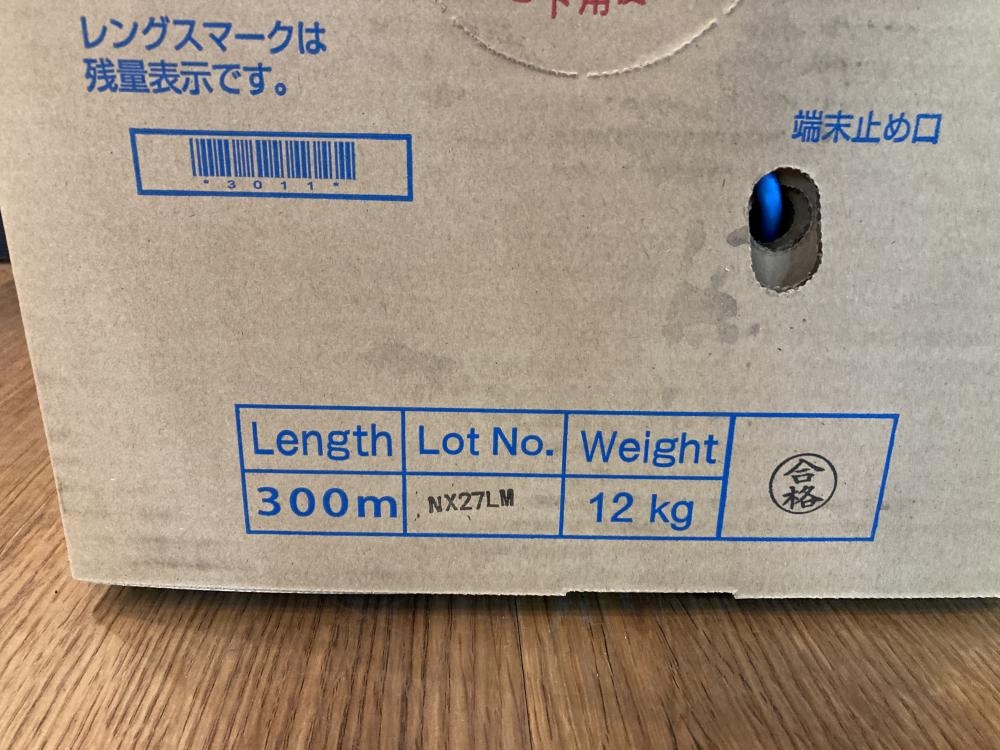 レングスマークは
残量表示です。
*3011*
端末止め口
Length Lot No. Weight
300m NX27LM 12 kg
合格